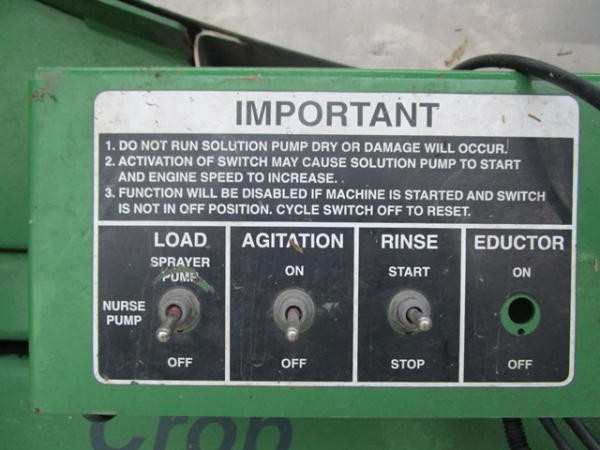 IMPORTANT
1. DO NOT RUN SOLUTION PUMP DRY OR DAMAGE WILL OCCUR.
2. ACTIVATION OF SWITCH MAY CAUSE SOLUTION PUMP TO START
AND ENGINE SPEED TO INCREASE.
3. FUNCTION WILL BE DISABLED IF MACHINE IS STARTED AND SWITCH
IS NOT IN OFF POSITION. CYCLE SWITCH OFF TO RESET.
LOAD
SPRAYER
PUMP
NURSE
PUMP
OFF
AGITATION
ON
OFF
RINSE
START
STOP
EDUCTOR
ON
OFF
Crop